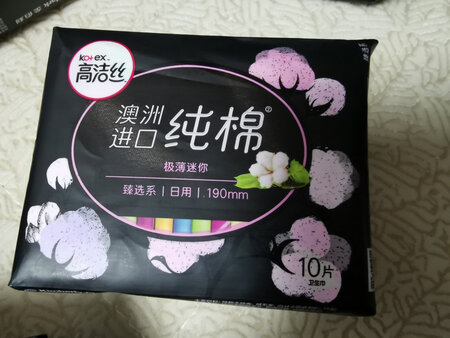 kotex
高洁丝
澳洲
进口
纯棉
极薄迷你
臻选系 | 日用 | 190mm
10片
卫生巾